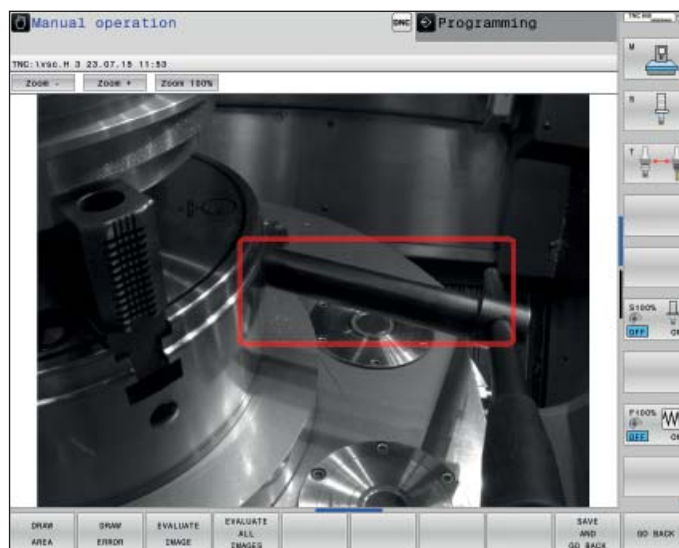 Manual operation
DNC
Programming
TNC:\VSC.H 3 23.07.15 11:53
Zoom -
Zoom +
Zoom 100%
M
S
T
S100%
OFF
F100%
OFF
DRAW
AREA
DRAW
ERROR
EVALUATE
IMAGE
EVALUATE
ALL
IMAGES
SAVE
AND
GO BACK
GO BACK